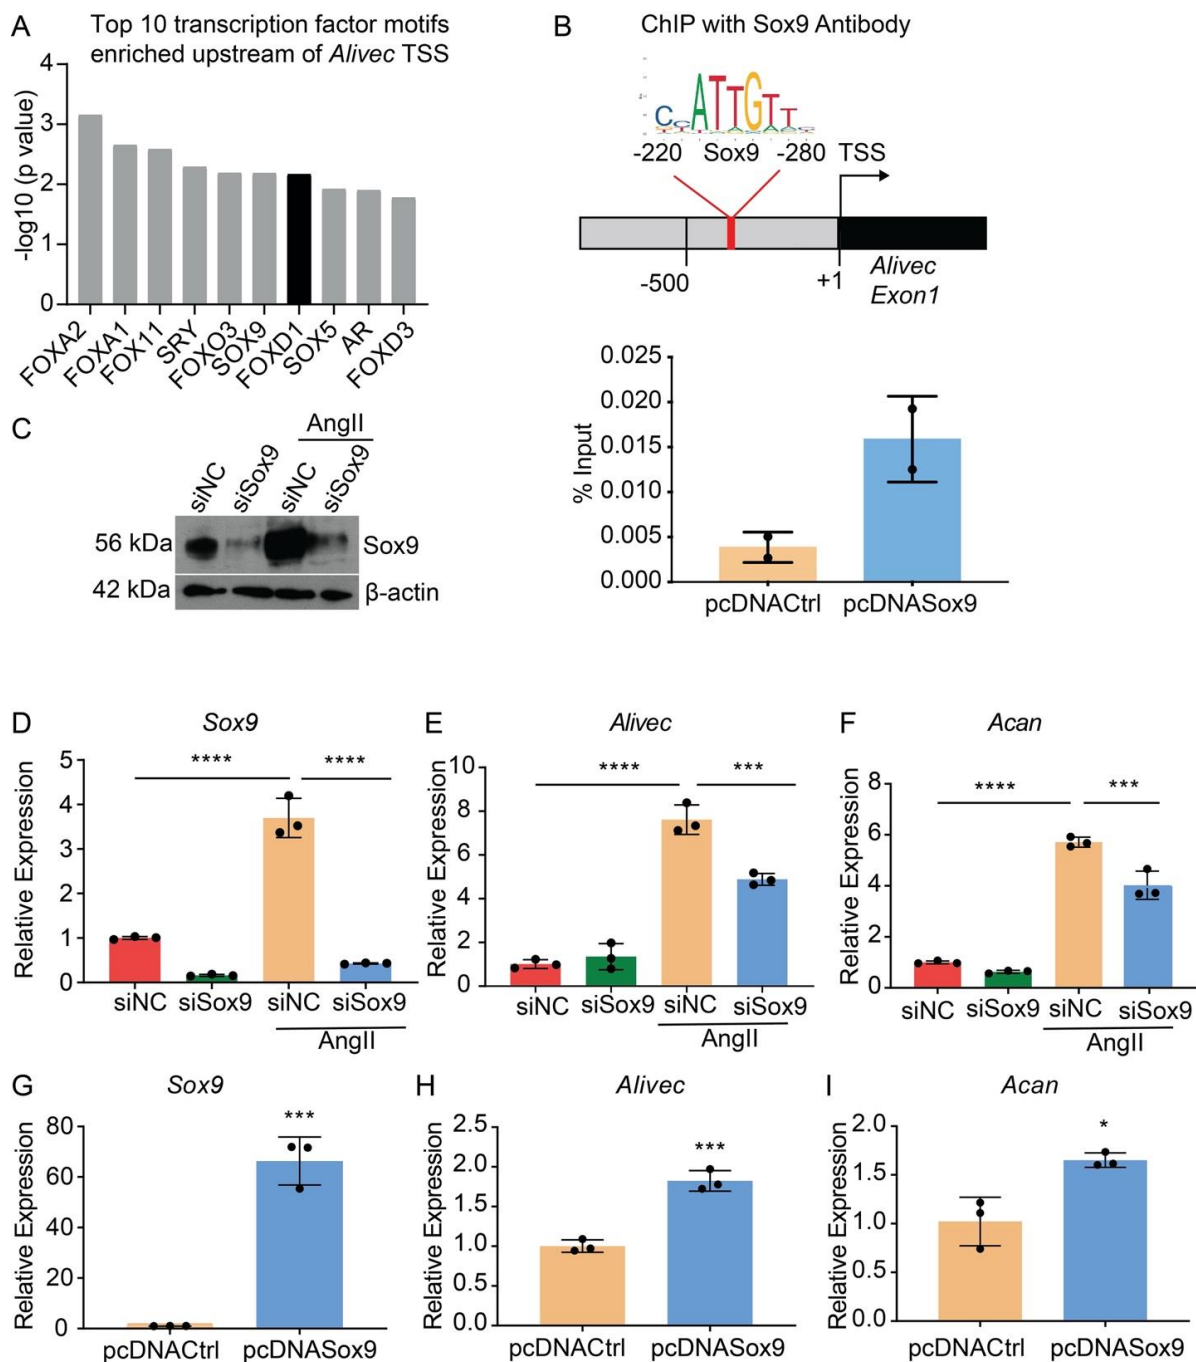 A
Top 10 transcription factor motifs
enriched upstream of Alivec TSS
-log10 (p value)
4
3
2
1
0
FOXA2
FOXA1
FOX11
SRY
FOXO3
SOX9
FOXD1
SOX5
AR
FOXD3
B
ChIP with Sox9 Antibody
-220 Sox9 -280 TSS
-500
+1
Alivec
Exon1
% Input
0.025
0.020
0.015
0.010
0.005
0.000
pcDNACtrl pcDNASox9
C
AngII
siNC siSox9 siNC siSox9
56 kDa Sox9
42 kDa β-actin
D
Sox9
Relative Expression
5
4
3
2
1
0
**** ****
siNC siSox9 siNC siSox9
AngII
E
Alivec
Relative Expression
10
8
6
4
2
0
**** ***
siNC siSox9 siNC siSox9
AngII
F
Acan
Relative Expression
8
6
4
2
0
**** ***
siNC siSox9 siNC siSox9
AngII
G
Sox9
Relative Expression
80
60
40
20
0
***
pcDNACtrl pcDNASox9
H
Alivec
Relative Expression
2.5
2.0
1.5
1.0
0.5
0.0
***
pcDNACtrl pcDNASox9
I
Acan
Relative Expression
2.0
1.5
1.0
0.5
0.0
*
pcDNACtrl pcDNASox9